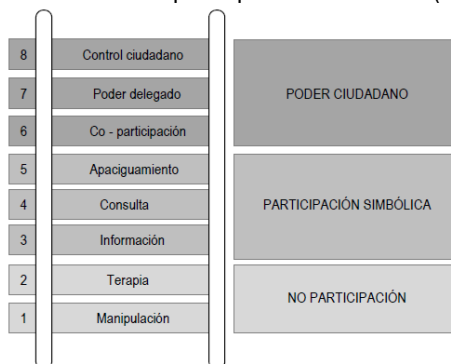 8 Control ciudadano
7 Poder delegado PODER CIUDADANO
6 Co - participación
5 Apaciguamiento
4 Consulta PARTICIPACIÓN SIMBÓLICA
3 Información
2 Terapia
NO PARTICIPACIÓN
1 Manipulación